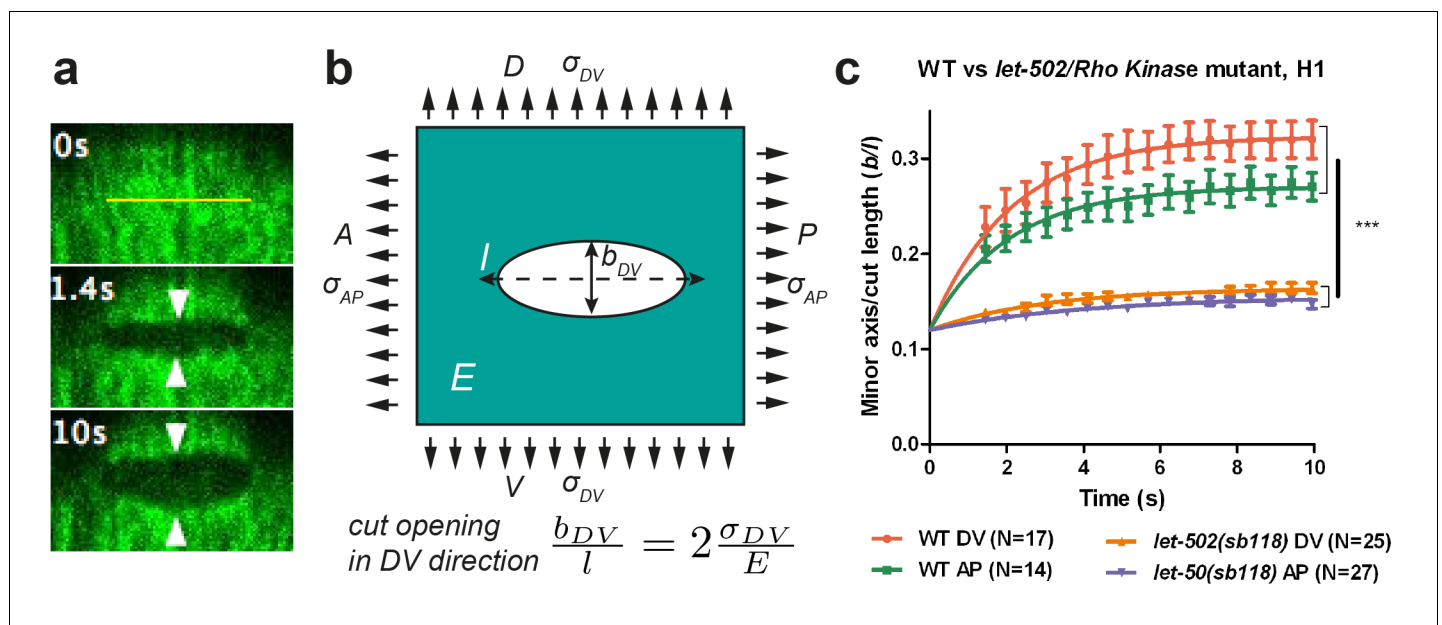 a
0s
1.4s
10s
b
D
σDV
A
σAP
l
bDV
P
σAP
E
V
σDV
cut opening
in DV direction
bDV/l = 2 σDV/E
c
WT vs let-502/Rho Kinase mutant, H1
Minor axis/cut length (b/l)
0.3
0.2
0.1
0.0
***
0 2 4 6 8 10
Time (s)
WT DV (N=17)
let-502(sb118) DV (N=25)
WT AP (N=14)
let-50(sb118) AP (N=27)